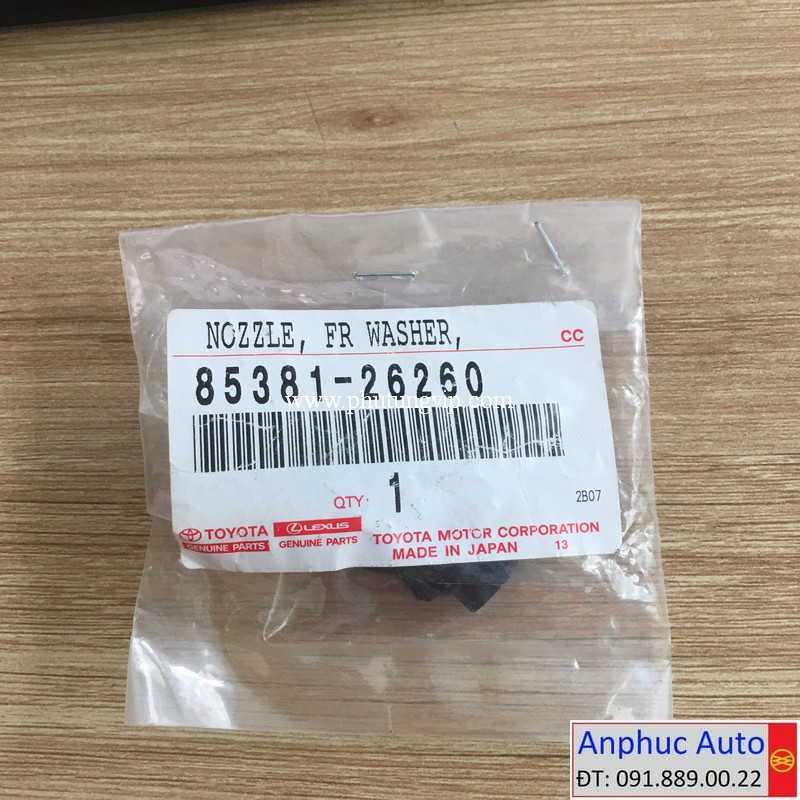 NOZZLE, FR WASHER,
CC
85381-26260
www.phutungvip.com
QTY. 1
2B07
TOYOTA
GENUINE PARTS
LEXUS
GENUINE PARTS
TOYOTA MOTOR CORPORATION
MADE IN JAPAN 13
Anphuc Auto
ĐT: 091.889.00.22